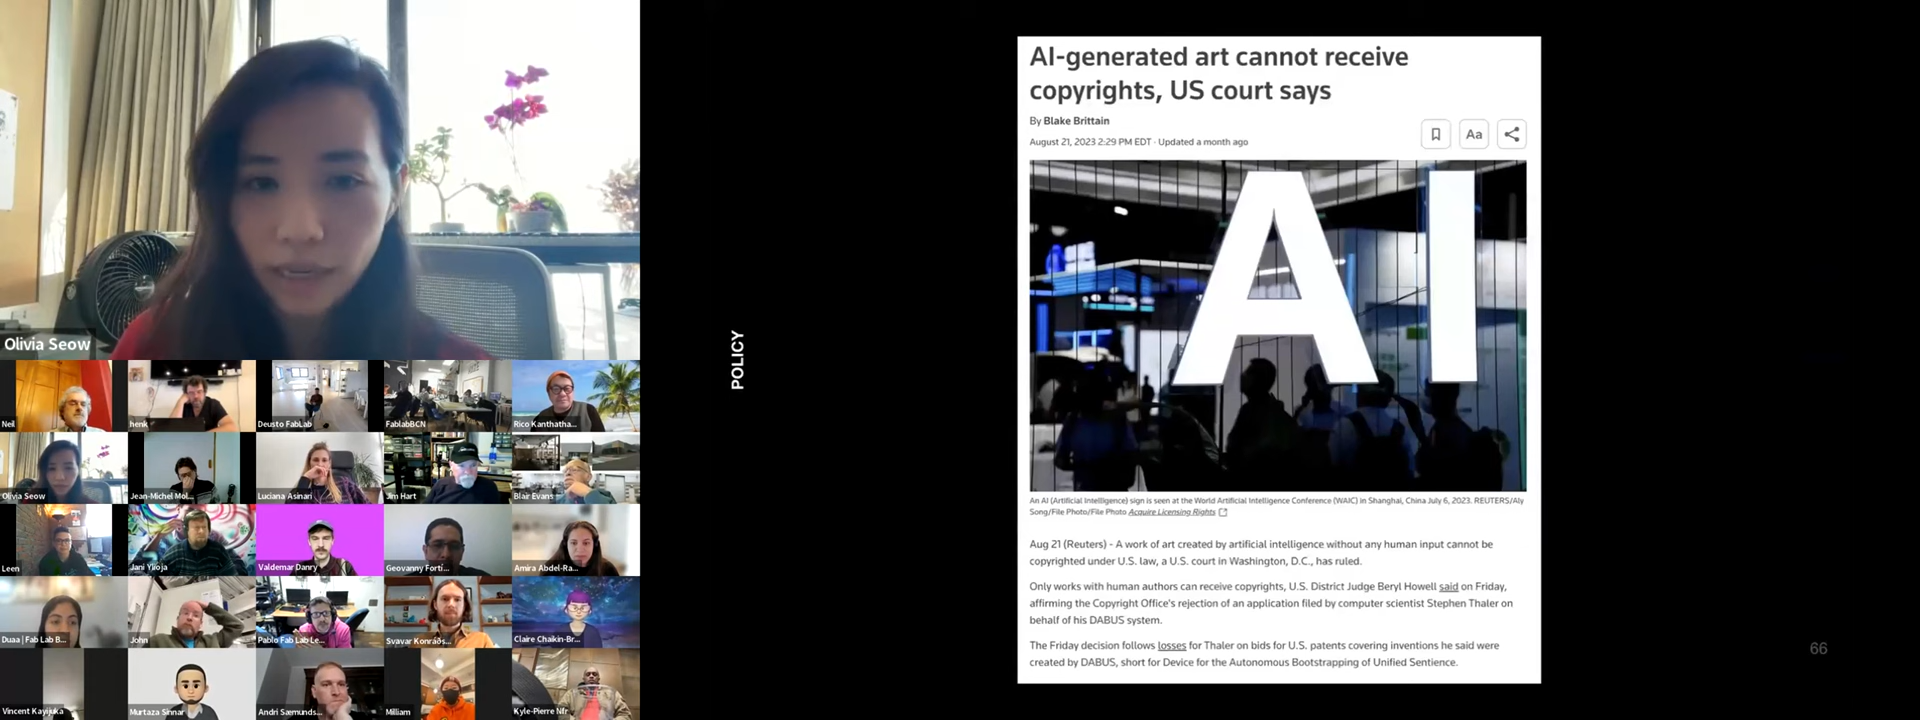 Olivia Seow
Neil
henk
Deusto FabLab
FablabBCN
Rico Kanthatha...
Olivia Seow
Jean-Michel Mol...
Luciana Asinari
Jim Hart
Blair Evans
Leen
Jani Ylioja
Valdemar Danry
Geovanny Forti...
Amira Abdel-Ra...
Duaa | Fab Lab B...
John
Pablo Fab Lab Le...
Svavar Konráðs...
Claire Chaikin-Br...
Vincent Kayijuka
Murtaza Sinnar
Andri Sæmunds...
Milliam
Kyle-Pierre Nfr
POLICY
AI-generated art cannot receive
copyrights, US court says
By Blake Brittain
August 21, 2023 2:29 PM EDT · Updated a month ago
Aa
AI
An AI (Artificial Intelligence) sign is seen at the World Artificial Intelligence Conference (WAIC) in Shanghai, China July 6, 2023. REUTERS/Aly
Song/File Photo/File Photo Acquire Licensing Rights
Aug 21 (Reuters) - A work of art created by artificial intelligence without any human input cannot be
copyrighted under U.S. law, a U.S. court in Washington, D.C., has ruled.
Only works with human authors can receive copyrights, U.S. District Judge Beryl Howell said on Friday,
affirming the Copyright Office's rejection of an application filed by computer scientist Stephen Thaler on
behalf of his DABUS system.
The Friday decision follows losses for Thaler on bids for U.S. patents covering inventions he said were
created by DABUS, short for Device for the Autonomous Bootstrapping of Unified Sentience.
66